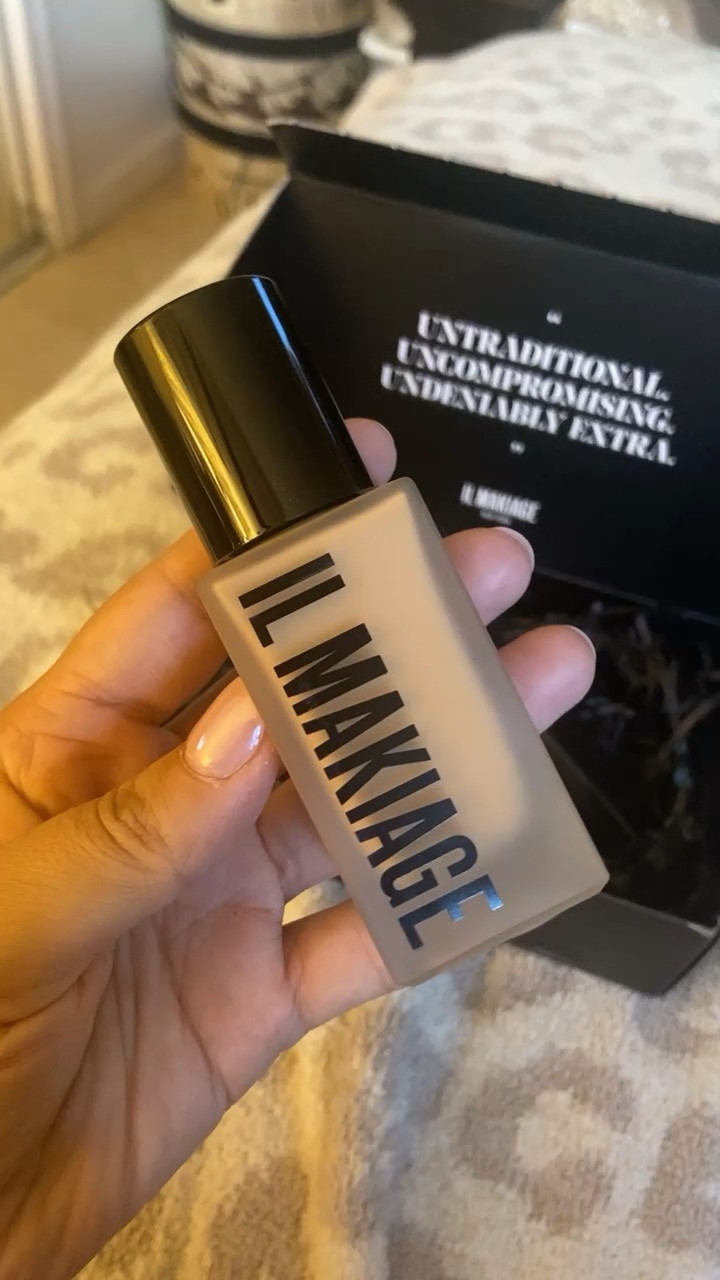 “
UNTRADITIONAL.
UNCOMPROMISING.
UNDENIABLY EXTRA.
”
IL MAKIAGE
IL MAKIAGE